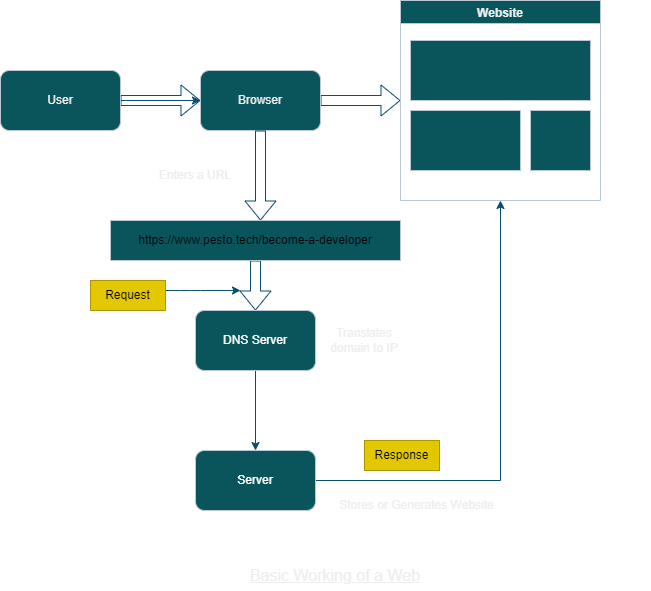 Website
User
Browser
Enters a URL
https://www.pesto.tech/become-a-developer
Request
DNS Server
Translates
domain to IP
Response
Server
Stores or Generates Website
Basic Working of a Web